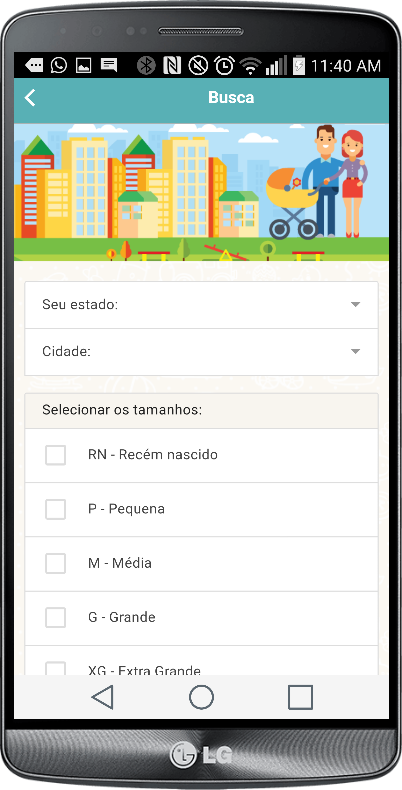 11:40 AM
Busca
Seu estado:
Cidade:
Selecionar os tamanhos:
RN - Recém nascido
P - Pequena
M - Média
G - Grande
XG - Extra Grande
LG